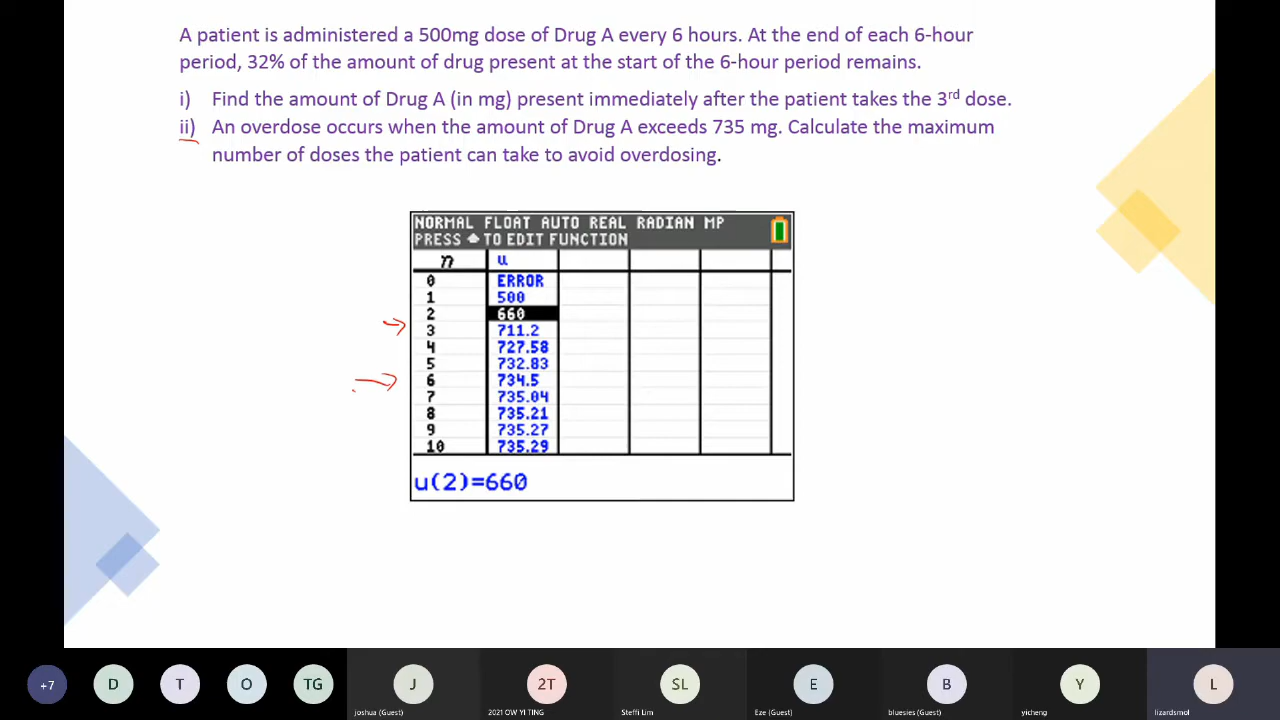 A patient is administered a 500mg dose of Drug A every 6 hours. At the end of each 6-hour
period, 32% of the amount of drug present at the start of the 6-hour period remains.
i) Find the amount of Drug A (in mg) present immediately after the patient takes the 3rd dose.
ii) An overdose occurs when the amount of Drug A exceeds 735 mg. Calculate the maximum
number of doses the patient can take to avoid overdosing.
NORMAL FLOAT AUTO REAL RADIAN MP
PRESS TO EDIT FUNCTION
n u
0 ERROR
1 500
2 660
3 711.2
4 727.58
5 732.83
6 734.5
7 735.04
8 735.21
9 735.27
10 735.29
u(2)=660
+7 D T O TG J 2T SL E B Y L
joshua (Guest) 2021 OW YI TING Steffi Lim Eze (Guest) bluesies (Guest) yicheng lizardsmol